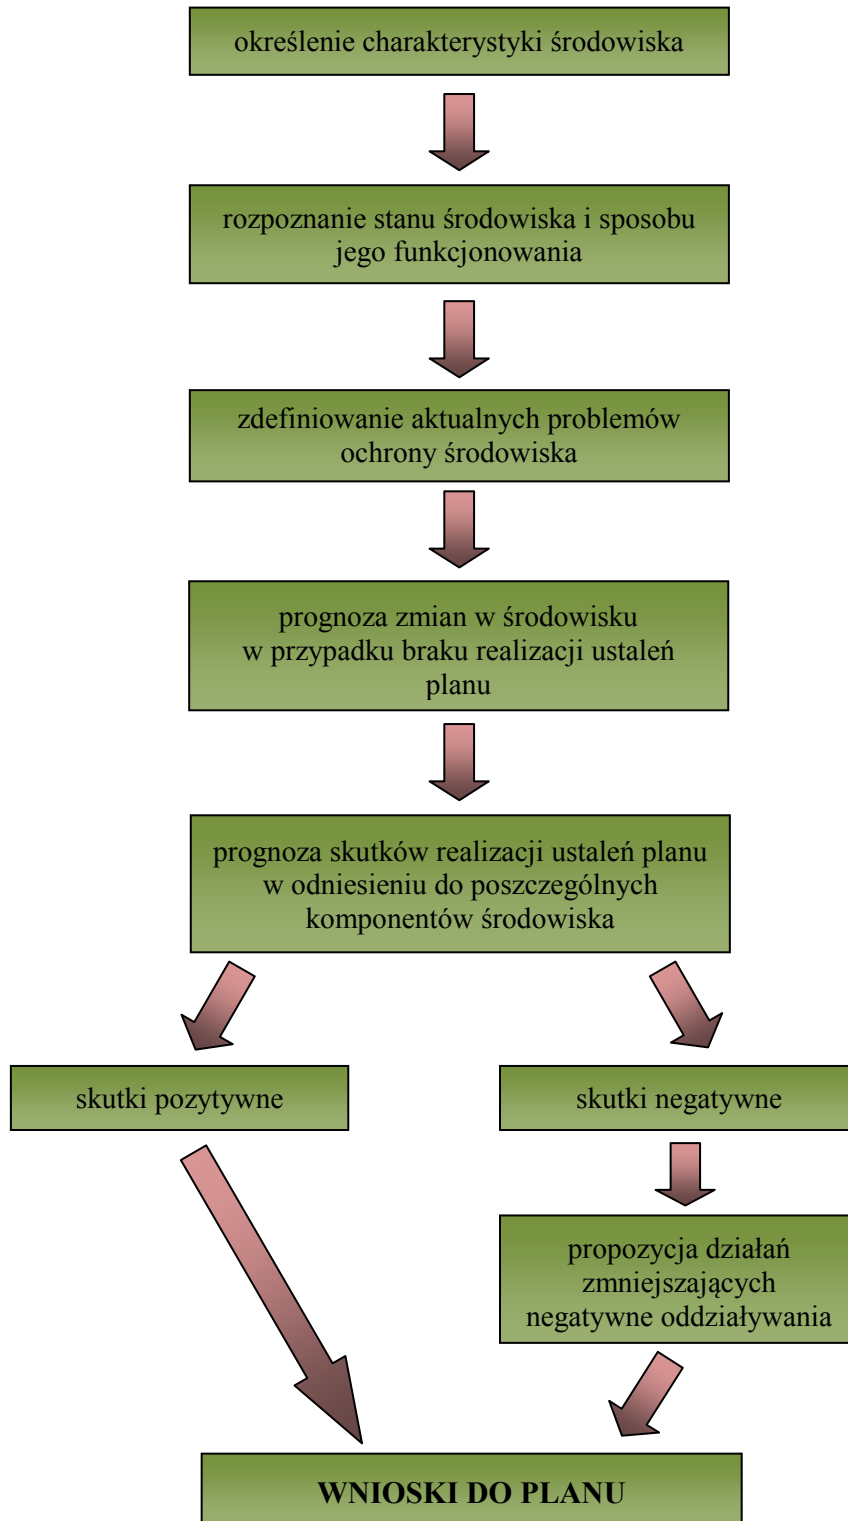 określenie charakterystyki środowiska
rozpoznanie stanu środowiska i sposobu
jego funkcjonowania
zdefiniowanie aktualnych problemów
ochrony środowiska
prognoza zmian w środowisku
w przypadku braku realizacji ustaleń
planu
prognoza skutków realizacji ustaleń planu
w odniesieniu do poszczególnych
komponentów środowiska
skutki pozytywne
skutki negatywne
propozycja działań
zmniejszających
negatywne oddziaływania
WNIOSKI DO PLANU